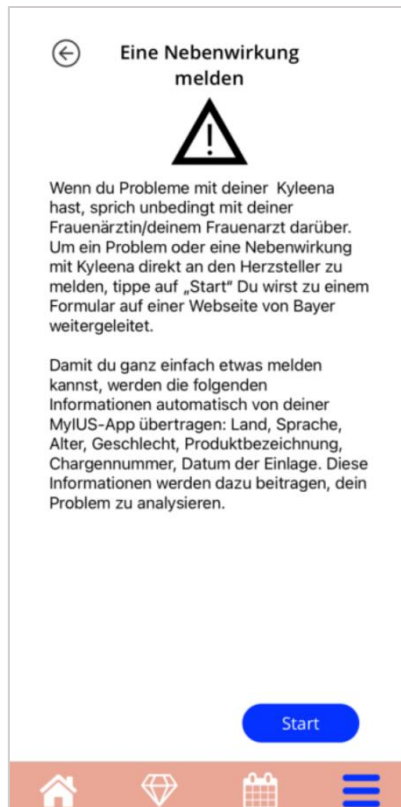 Eine Nebenwirkung
melden
Wenn du Probleme mit deiner Kyleena
hast, sprich unbedingt mit deiner
Frauenärztin/deinem Frauenarzt darüber.
Um ein Problem oder eine Nebenwirkung
mit Kyleena direkt an den Herzsteller zu
melden, tippe auf „Start“ Du wirst zu einem
Formular auf einer Webseite von Bayer
weitergeleitet.
Damit du ganz einfach etwas melden
kannst, werden die folgenden
Informationen automatisch von deiner
MyIUS-App übertragen: Land, Sprache,
Alter, Geschlecht, Produktbezeichnung,
Chargennummer, Datum der Einlage. Diese
Informationen werden dazu beitragen, dein
Problem zu analysieren.
Start